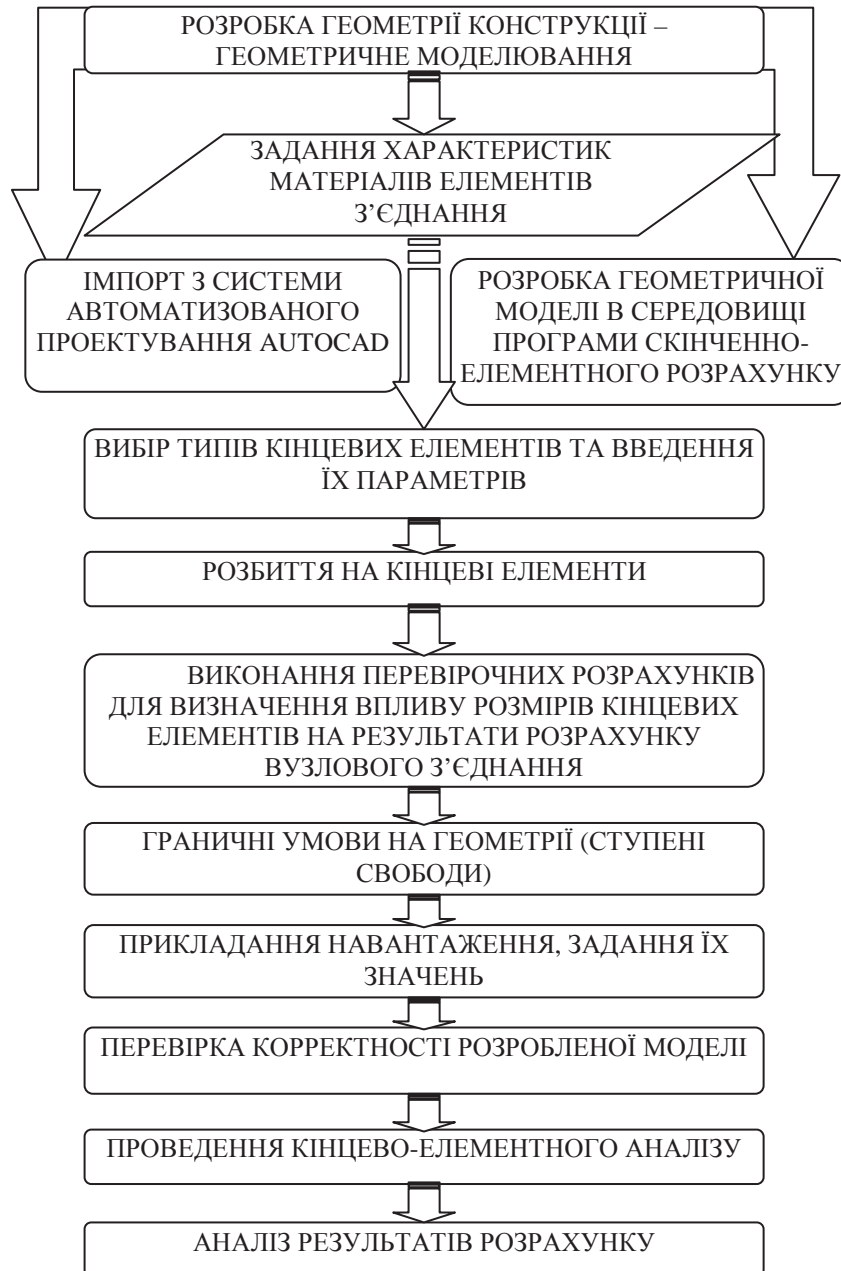 РОЗРОБКА ГЕОМЕТРІЇ КОНСТРУКЦІЇ –
ГЕОМЕТРИЧНЕ МОДЕЛЮВАННЯ
ЗАДАННЯ ХАРАКТЕРИСТИК
МАТЕРІАЛІВ ЕЛЕМЕНТІВ
З’ЄДНАННЯ
ІМПОРТ З СИСТЕМИ
АВТОМАТИЗОВАНОГО
ПРОЕКТУВАННЯ AUTOCAD
РОЗРОБКА ГЕОМЕТРИЧНОЇ
МОДЕЛІ В СЕРЕДОВИЩІ
ПРОГРАМИ СКІНЧЕННО-
ЕЛЕМЕНТНОГО РОЗРАХУНКУ
ВИБІР ТИПІВ КІНЦЕВИХ ЕЛЕМЕНТІВ ТА ВВЕДЕННЯ
ЇХ ПАРАМЕТРІВ
РОЗБИТТЯ НА КІНЦЕВІ ЕЛЕМЕНТИ
ВИКОНАННЯ ПЕРЕВІРОЧНИХ РОЗРАХУНКІВ
ДЛЯ ВИЗНАЧЕННЯ ВПЛИВУ РОЗМІРІВ КІНЦЕВИХ
ЕЛЕМЕНТІВ НА РЕЗУЛЬТАТИ РОЗРАХУНКУ
ВУЗЛОВОГО З’ЄДНАННЯ
ГРАНИЧНІ УМОВИ НА ГЕОМЕТРІЇ (СТУПЕНІ
СВОБОДИ)
ПРИКЛАДАННЯ НАВАНТАЖЕННЯ, ЗАДАННЯ ЇХ
ЗНАЧЕНЬ
ПЕРЕВІРКА КОРРЕКТНОСТІ РОЗРОБЛЕНОЇ МОДЕЛІ
ПРОВЕДЕННЯ КІНЦЕВО-ЕЛЕМЕНТНОГО АНАЛІЗУ
АНАЛІЗ РЕЗУЛЬТАТІВ РОЗРАХУНКУ